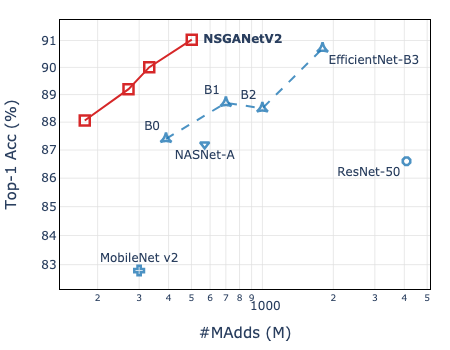 91
90
89
88
87
86
85
84
83
Top-1 Acc (%)
NSGANetV2
EfficientNet-B3
B1
B2
B0
NASNet-A
ResNet-50
MobileNet v2
2 3 4 5 6 7 8 9 1000 2 3 4 5
#MAdds (M)